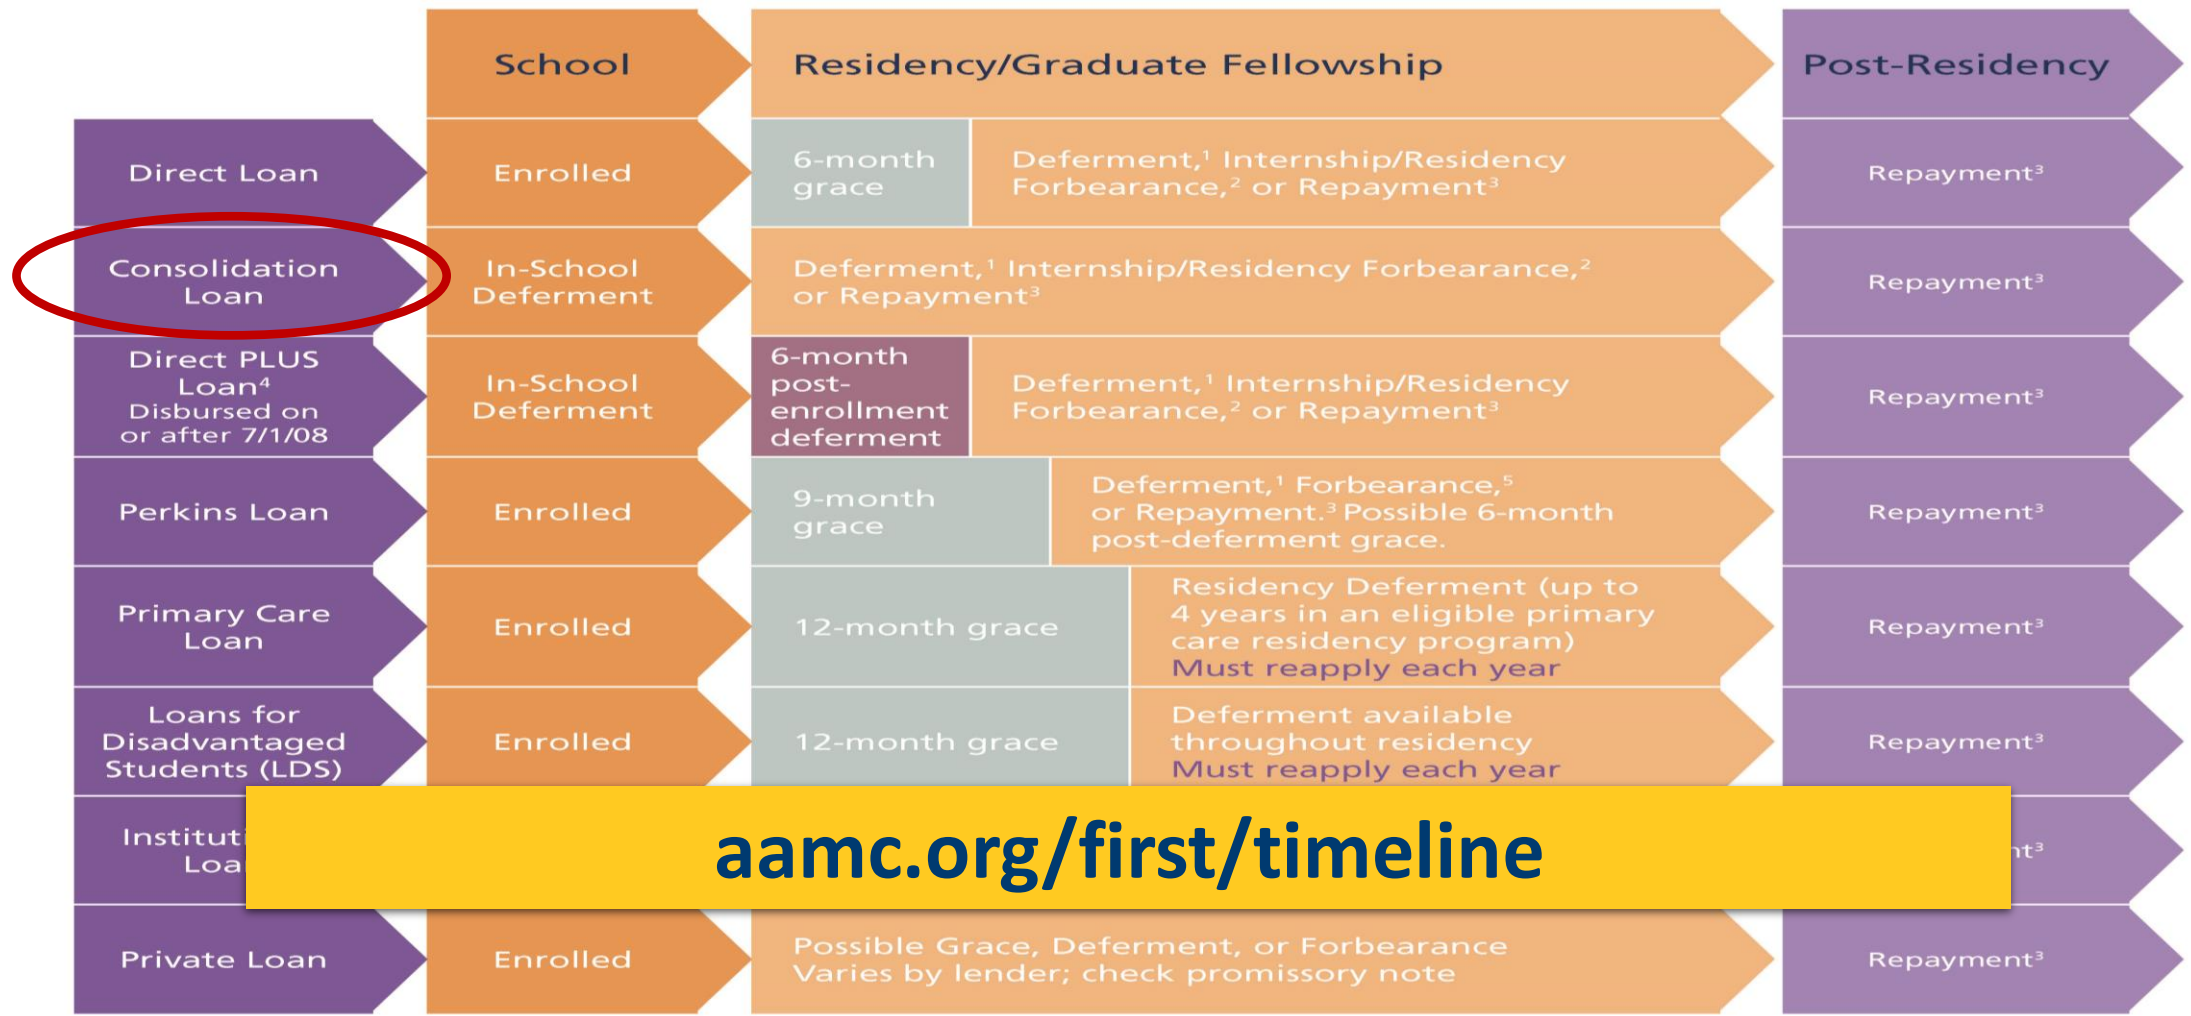 School
Residency/Graduate Fellowship
Post-Residency
Direct Loan
Enrolled
6-month
grace
Deferment,¹ Internship/Residency
Forbearance,² or Repayment³
Repayment³
Consolidation
Loan
In-School
Deferment
Deferment,¹ Internship/Residency Forbearance,²
or Repayment³
Repayment³
Direct PLUS
Loan⁴
Disbursed on
or after 7/1/08
In-School
Deferment
6-month
post-
enrollment
deferment
Deferment,¹ Internship/Residency
Forbearance,² or Repayment³
Repayment³
Perkins Loan
Enrolled
9-month
grace
Deferment,¹ Forbearance,⁵
or Repayment.³ Possible 6-month
post-deferment grace.
Repayment³
Primary Care
Loan
Enrolled
12-month grace
Residency Deferment (up to
4 years in an eligible primary
care residency program)
Must reapply each year
Repayment³
Loans for
Disadvantaged
Students (LDS)
Enrolled
12-month grace
Deferment available
throughout residency
Must reapply each year
Repayment³
aamc.org/first/timeline
Private Loan
Enrolled
Possible Grace, Deferment, or Forbearance
Varies by lender; check promissory note
Repayment³